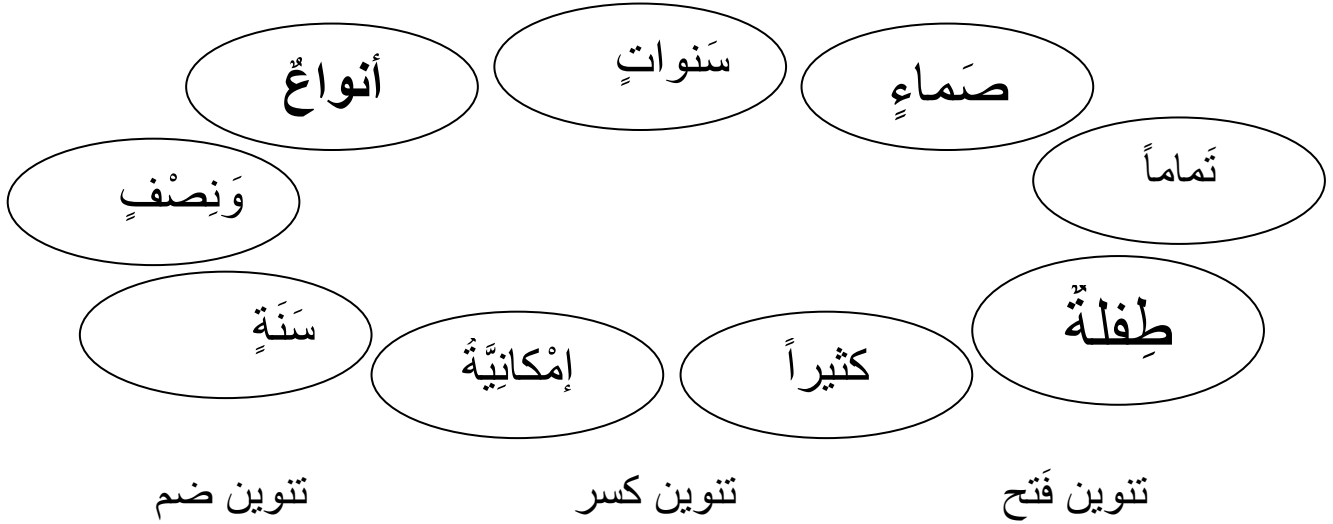 سَنواتٍ
صَماءٍ
أنواعٌ
تَماماً
وَنِصْفٍ
طِفلةٌ
سَنَةٍ
كثيراً
إمْكانِيَّةُ
تنوين فَتح
تنوين كسر
تنوين ضم